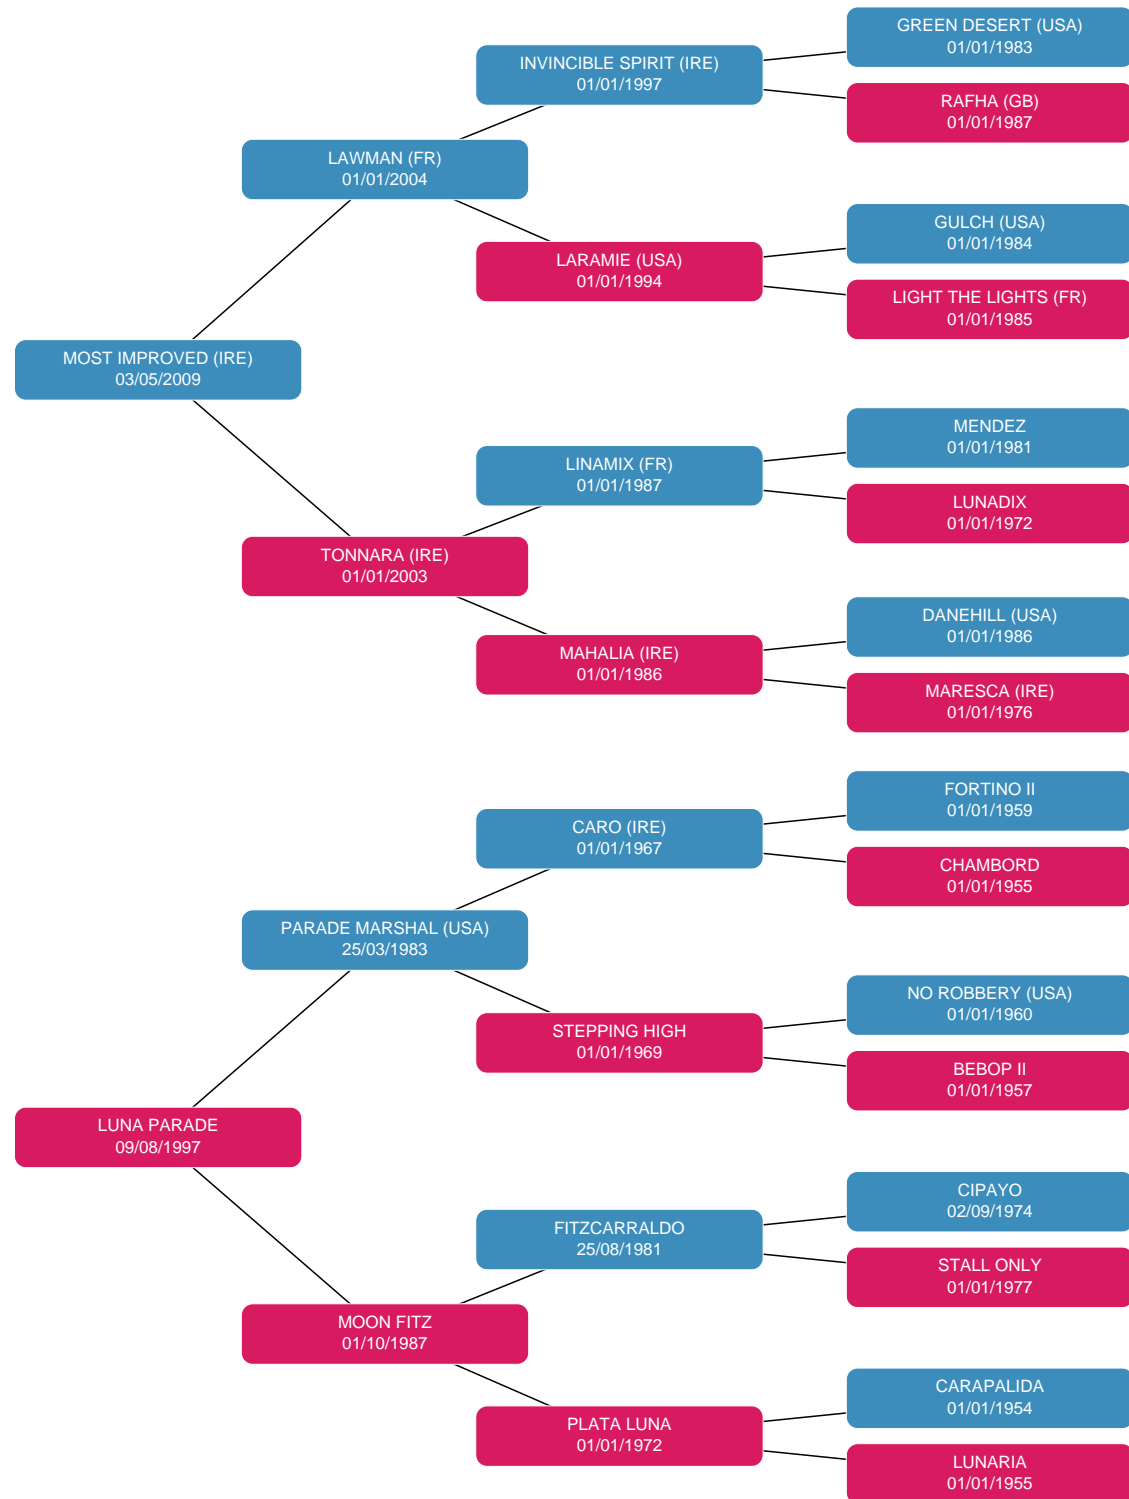 GREEN DESERT (USA)
01/01/1983
INVINCIBLE SPIRIT (IRE)
01/01/1997
RAFHA (GB)
01/01/1987
LAWMAN (FR)
01/01/2004
GULCH (USA)
01/01/1984
LARAMIE (USA)
01/01/1994
LIGHT THE LIGHTS (FR)
01/01/1985
MOST IMPROVED (IRE)
03/05/2009
MENDEZ
01/01/1981
LINAMIX (FR)
01/01/1987
LUNADIX
01/01/1972
TONNARA (IRE)
01/01/2003
DANEHILL (USA)
01/01/1986
MAHALIA (IRE)
01/01/1986
MARESCA (IRE)
01/01/1976
FORTINO II
01/01/1959
CARO (IRE)
01/01/1967
CHAMBORD
01/01/1955
PARADE MARSHAL (USA)
25/03/1983
NO ROBBERY (USA)
01/01/1960
STEPPING HIGH
01/01/1969
BEBOP II
01/01/1957
LUNA PARADE
09/08/1997
CIPAYO
02/09/1974
FITZCARRALDO
25/08/1981
STALL ONLY
01/01/1977
MOON FITZ
01/10/1987
CARAPALIDA
01/01/1954
PLATA LUNA
01/01/1972
LUNARIA
01/01/1955